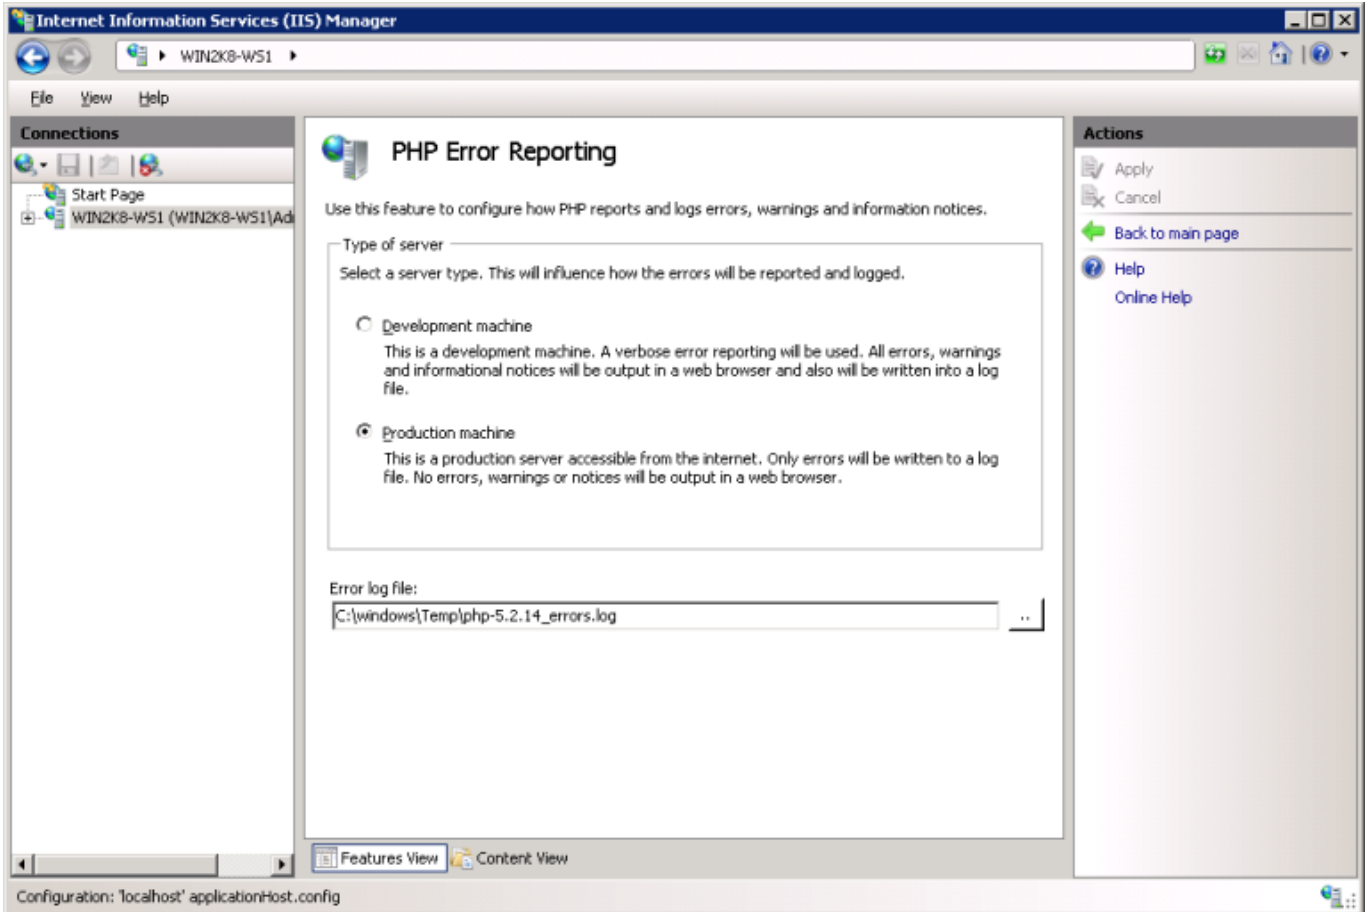 Internet Information Services (IIS) Manager
WIN2K8-WS1
File View Help
Connections
Start Page
WIN2K8-WS1 (WIN2K8-WS1\Adi
PHP Error Reporting
Use this feature to configure how PHP reports and logs errors, warnings and information notices.
Type of server
Select a server type. This will influence how the errors will be reported and logged.
Development machine
This is a development machine. A verbose error reporting will be used. All errors, warnings
and informational notices will be output in a web browser and also will be written into a log
file.
Production machine
This is a production server accessible from the internet. Only errors will be written to a log
file. No errors, warnings or notices will be output in a web browser.
Error log file:
C:\windows\Temp\php-5.2.14_errors.log
..
Features View Content View
Actions
Apply
Cancel
Back to main page
Help
Online Help
Configuration: 'localhost' applicationHost.config